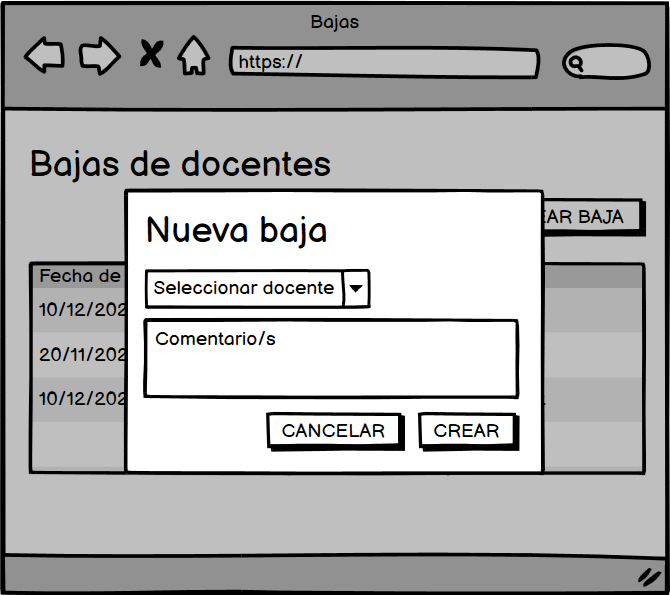 Bajas
https://
Bajas de docentes
EAR BAJA
Nueva baja
Fecha de
Seleccionar docente
10/12/202
Comentario/s
20/11/202
10/12/202
CANCELAR
CREAR